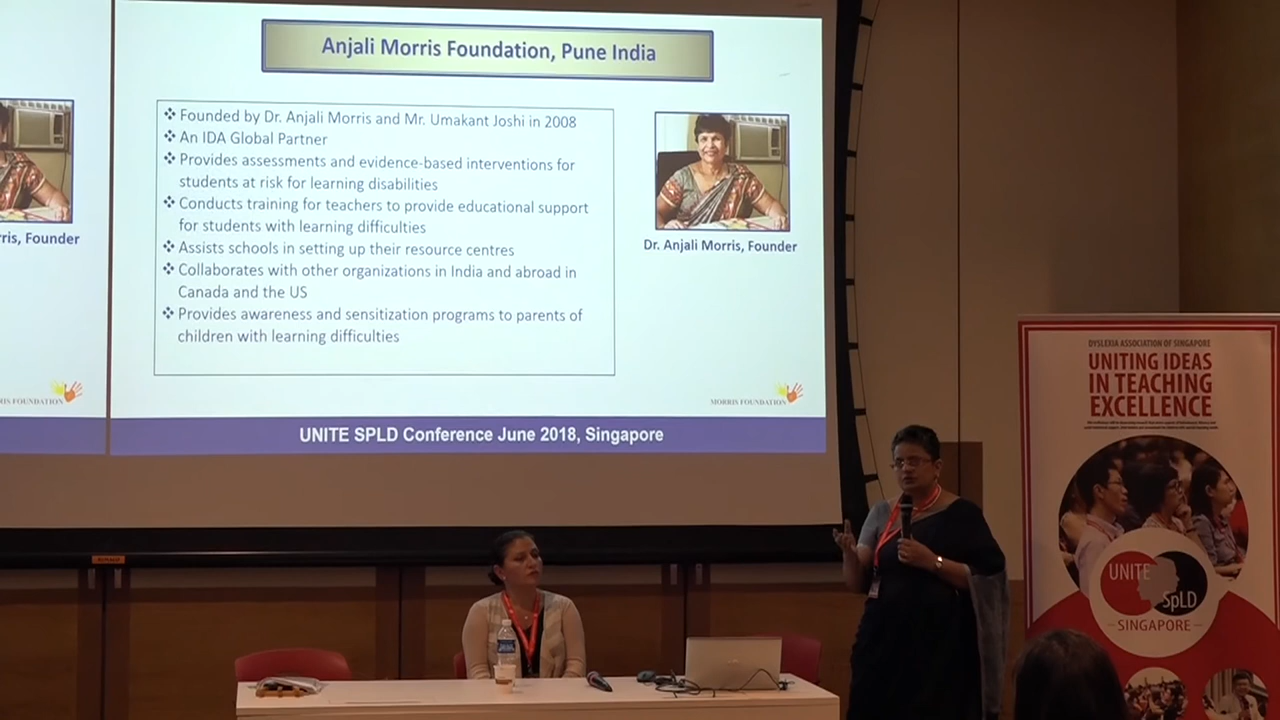 Anjali Morris Foundation, Pune India
❖ Founded by Dr. Anjali Morris and Mr. Umakant Joshi in 2008
❖ An IDA Global Partner
❖ Provides assessments and evidence-based interventions for
students at risk for learning disabilities
❖ Conducts training for teachers to provide educational support
for students with learning difficulties
❖ Assists schools in setting up their resource centres
❖ Collaborates with other organizations in India and abroad in
Canada and the US
❖ Provides awareness and sensitization programs to parents of
children with learning difficulties
Dr. Anjali Morris, Founder
MORRIS FOUNDATION
UNITE SPLD Conference June 2018, Singapore
ris, Founder
RIS FOUNDATION
DYSLEXIA ASSOCIATION OF SINGAPORE
UNITING IDEAS
IN TEACHING
EXCELLENCE
UNITE
SpLD
– SINGAPORE –